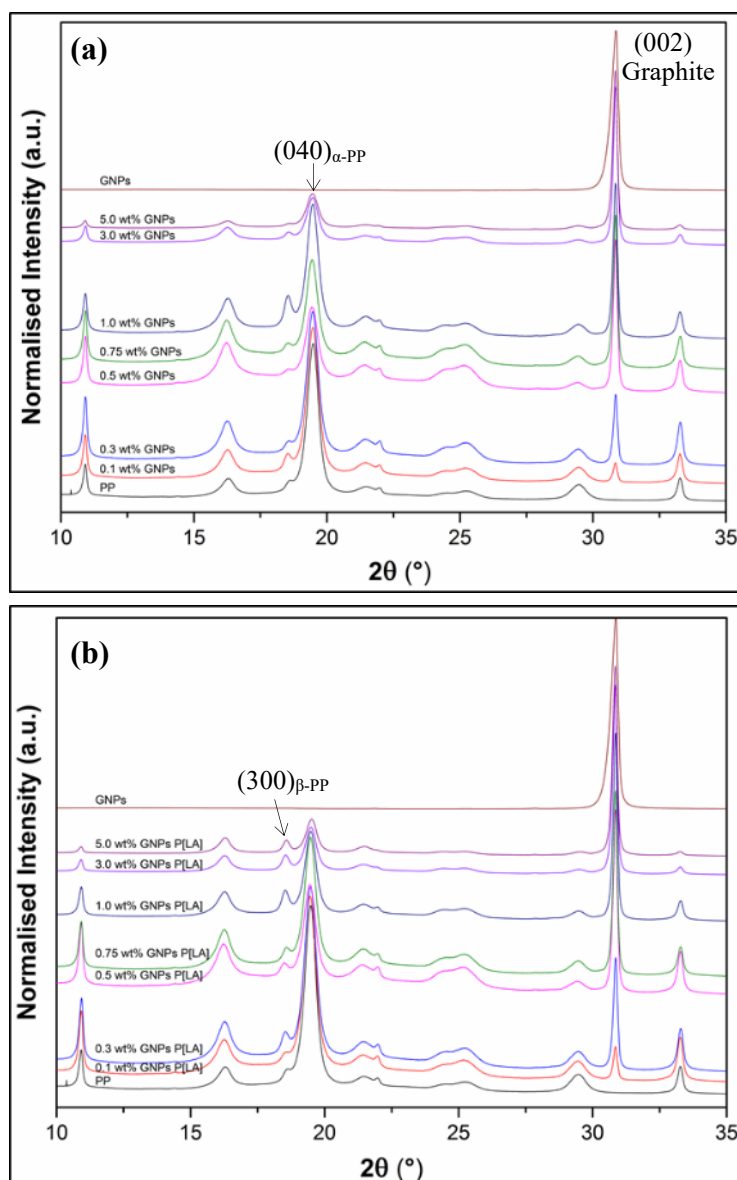 (a)
(002)
Graphite
(040)α-PP
GNPs
5.0 wt% GNPs
3.0 wt% GNPs
1.0 wt% GNPs
0.75 wt% GNPs
0.5 wt% GNPs
0.3 wt% GNPs
0.1 wt% GNPs
PP
Normalised Intensity (a.u.)
10 15 20 25 30 35
2θ (°)
(b)
(300)β-PP
GNPs
5.0 wt% GNPs P[LA]
3.0 wt% GNPs P[LA]
1.0 wt% GNPs P[LA]
0.75 wt% GNPs P[LA]
0.5 wt% GNPs P[LA]
0.3 wt% GNPs P[LA]
0.1 wt% GNPs P[LA]
PP
Normalised Intensity (a.u.)
10 15 20 25 30 35
2θ (°)